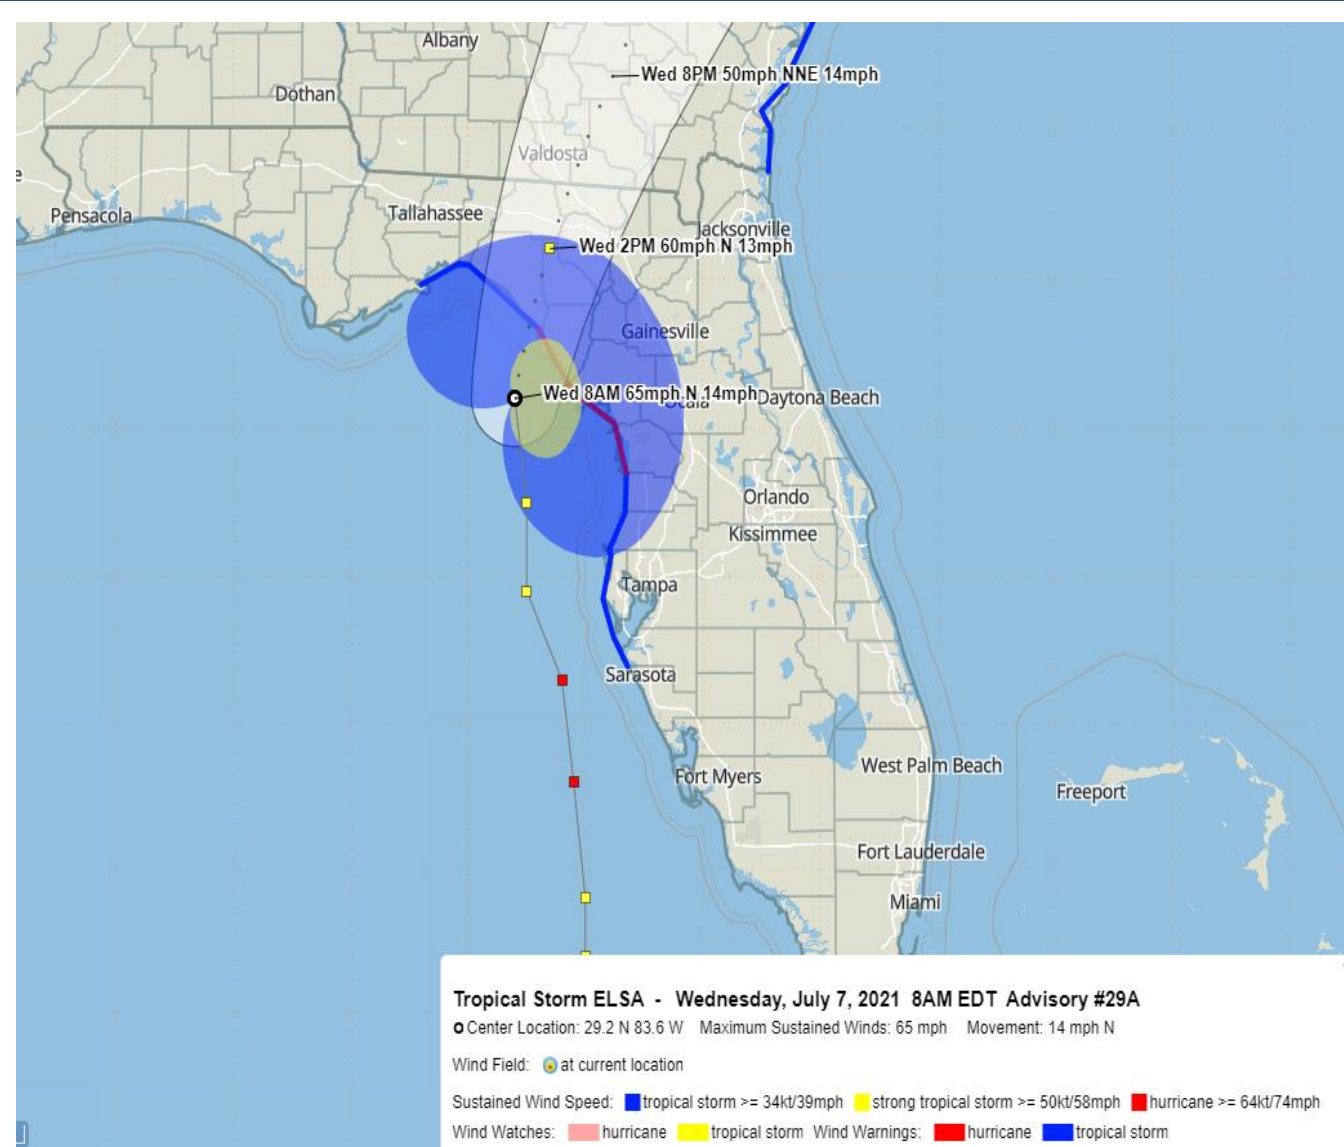 Albany
Wed 8PM 50mph NNE 14mph
Dothan
Valdosta
e
Pensacola
Tallahassee
Jacksonville
Wed 2PM 60mph N 13mph
Gainesville
Wed 8AM 65mph N 14mph
Ocala
Daytona Beach
Orlando
Kissimmee
Tampa
Sarasota
West Palm Beach
Fort Myers
Freeport
Fort Lauderdale
Miami
Tropical Storm ELSA - Wednesday, July 7, 2021 8AM EDT Advisory #29A
Center Location: 29.2 N 83.6 W Maximum Sustained Winds: 65 mph Movement: 14 mph N
Wind Field: at current location
Sustained Wind Speed: tropical storm >= 34kt/39mph strong tropical storm >= 50kt/58mph hurricane >= 64kt/74mph
Wind Watches: hurricane tropical storm Wind Warnings: hurricane tropical storm